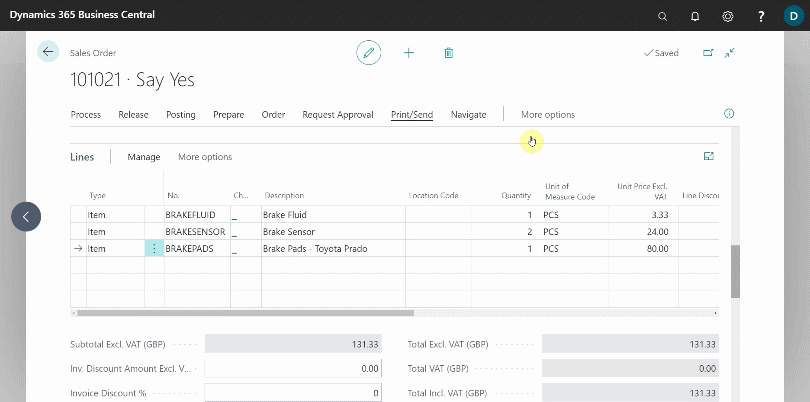 Dynamics 365 Business Central
?
D
Sales Order
Saved
101021 · Say Yes
Process Release Posting Prepare Order Request Approval Print/Send Navigate More options
Lines Manage More options
Type No. Ch... Description Location Code Quantity Unit of Measure Code Unit Price Excl. VAT Line Discou
Item BRAKEFLUID _ Brake Fluid 1 PCS 3.33
Item BRAKESENSOR _ Brake Sensor 2 PCS 24.00
Item BRAKEPADS _ Brake Pads - Toyota Prado 1 PCS 80.00
Subtotal Excl. VAT (GBP) 131.33 Total Excl. VAT (GBP) 131.33
Inv. Discount Amount Excl. V... 0.00 Total VAT (GBP) 0.00
Invoice Discount % 0 Total Incl. VAT (GBP) 131.33